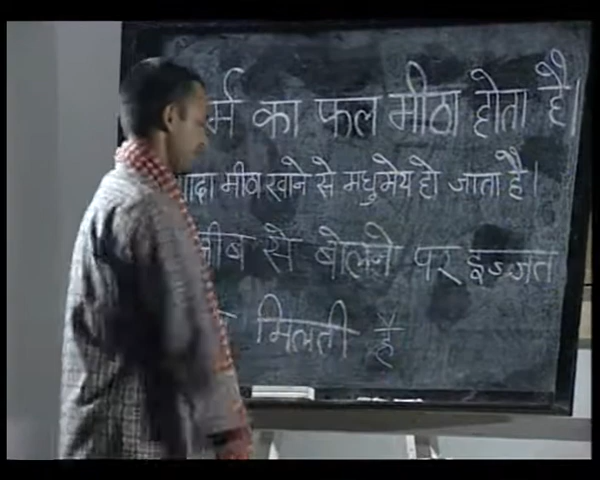 र्म का फल मीठा होता है।
यादा मीठा खाने से मधुमेय हो जाता है।
से बोलने पर इज्जत
मिलती है